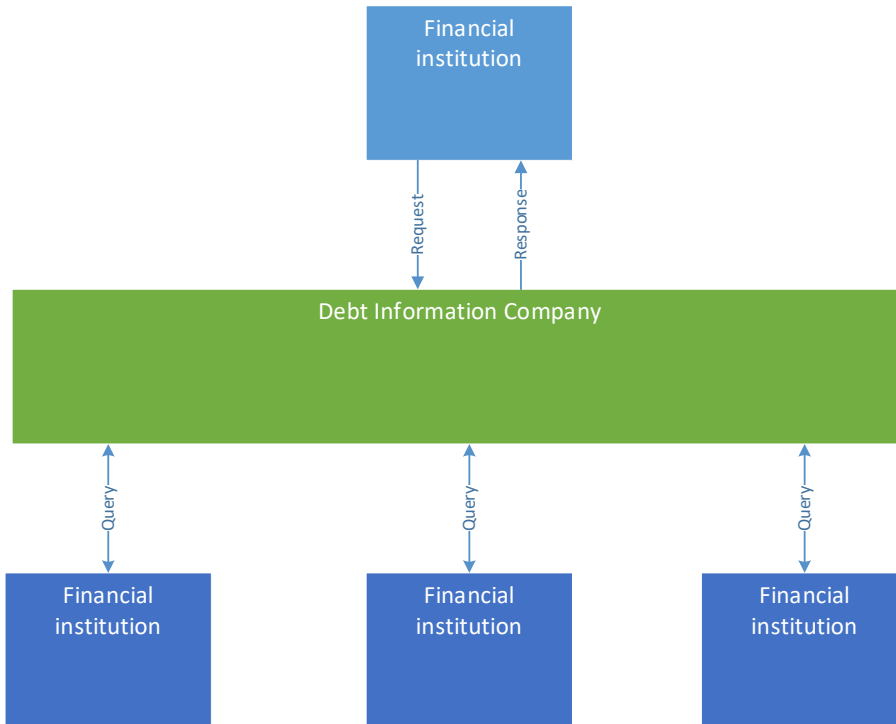 Financial
institution
Request
Response
Debt Information Company
Query
Query
Query
Financial
institution
Financial
institution
Financial
institution